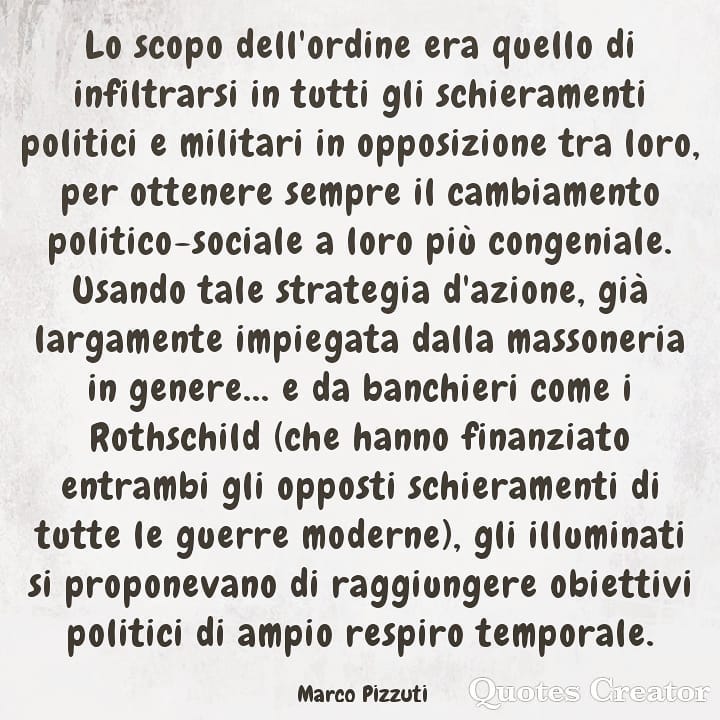 Lo scopo dell'ordine era quello di
infiltrarsi in tutti gli schieramenti
politici e militari in opposizione tra loro,
per ottenere sempre il cambiamento
politico-sociale a loro più congeniale.
Usando tale strategia d'azione, già
largamente impiegata dalla massoneria
in genere... e da banchieri come i
Rothschild (che hanno finanziato
entrambi gli opposti schieramenti di
tutte le guerre moderne), gli illuminati
si proponevano di raggiungere obiettivi
politici di ampio respiro temporale.
Marco Pizzuti
Quotes Creator